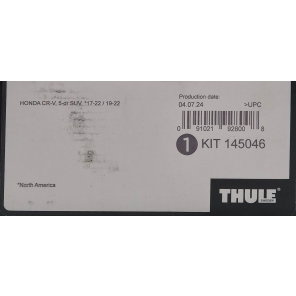 Production date:
HONDA CR-V, 5-dr SUV, *17-22 / 19-22
04.07.24 >UPC
0 91021 92800 8
1 KIT 145046
*North America
THULE